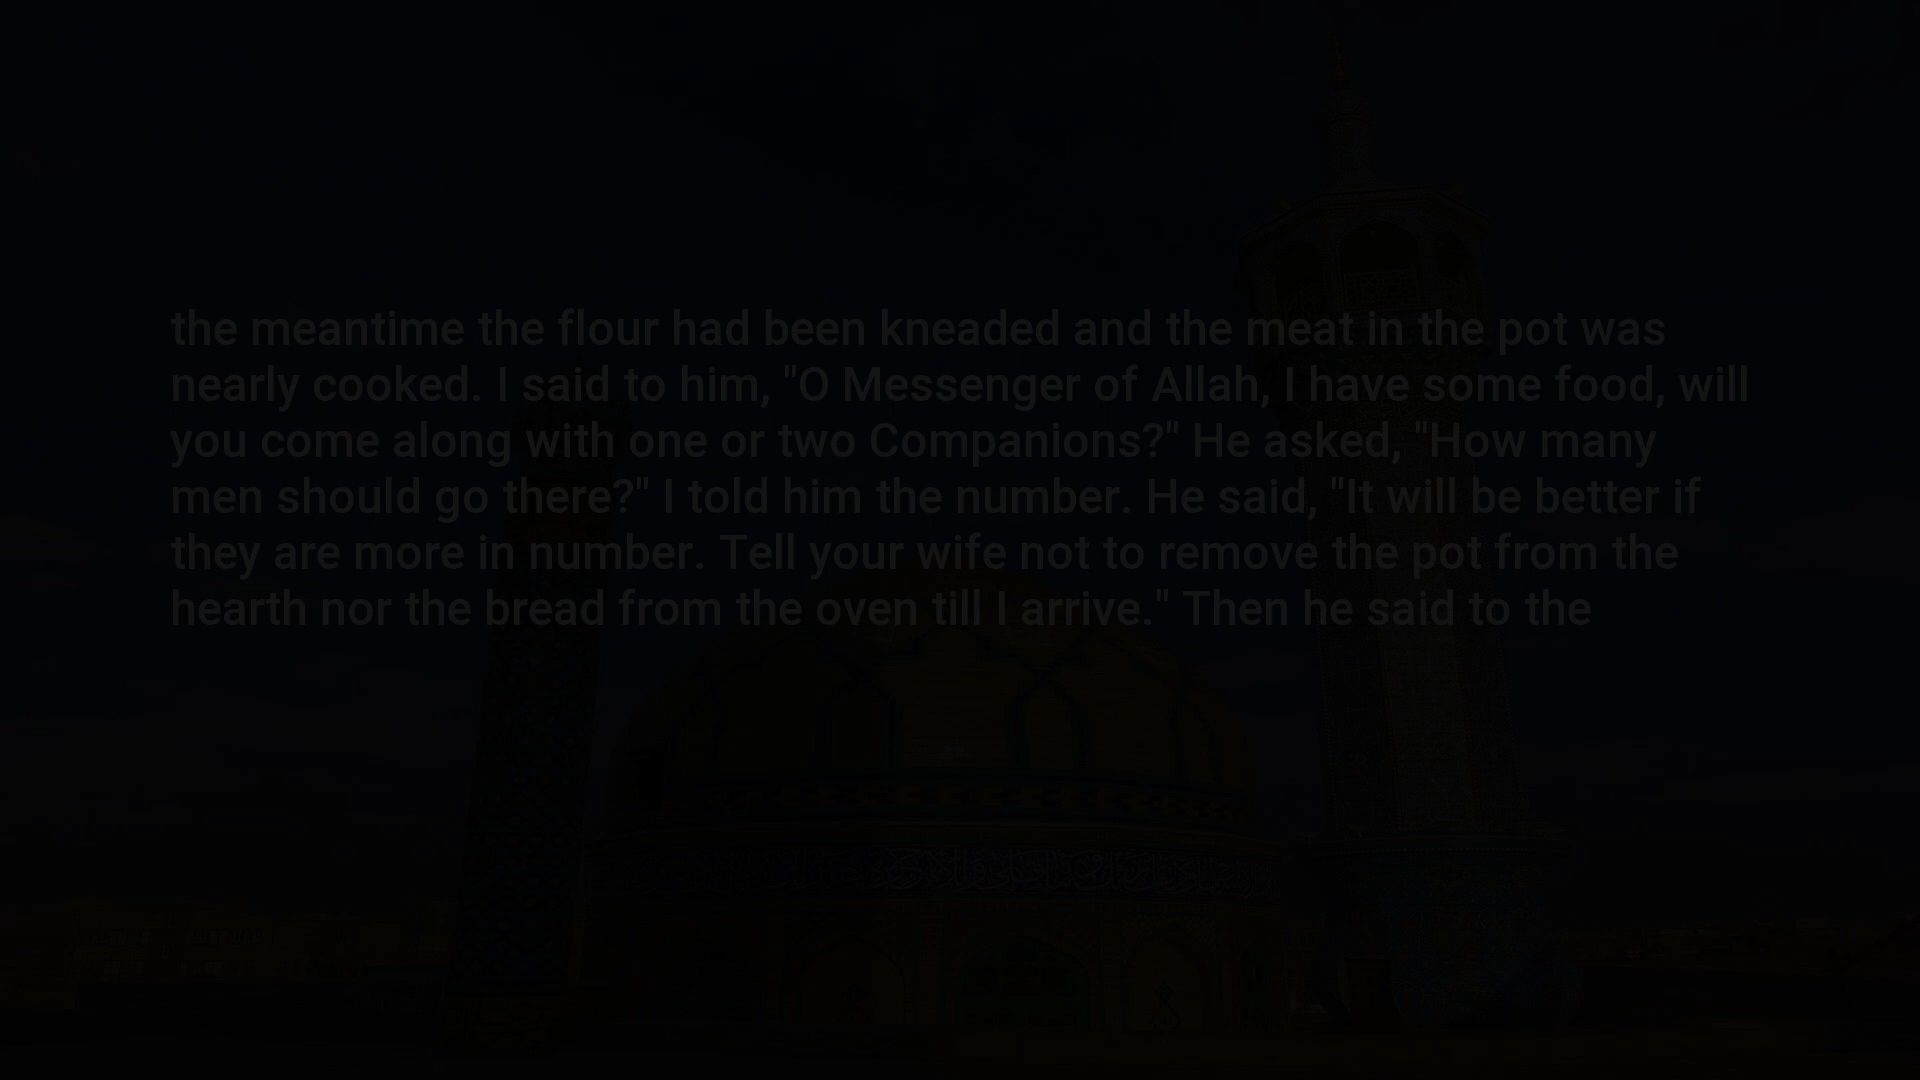 the meantime the flour had been kneaded and the meat in the pot was
nearly cooked. I said to him, "O Messenger of Allah, I have some food, will
you come along with one or two Companions?" He asked, "How many
men should go there?" I told him the number. He said, "It will be better if
they are more in number. Tell your wife not to remove the pot from the
hearth nor the bread from the oven till I arrive." Then he said to the